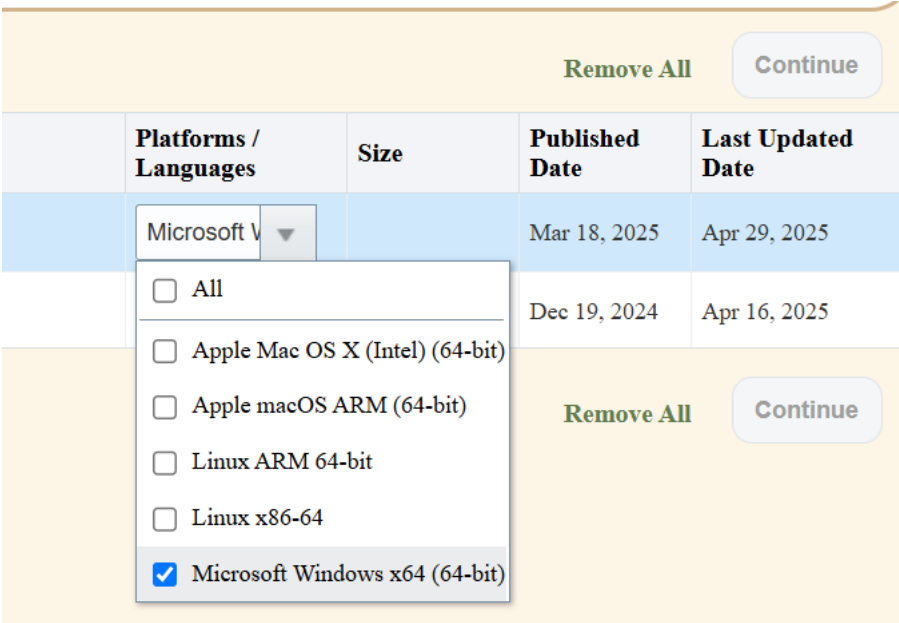 Remove All Continue
Platforms / Languages Size Published Date Last Updated Date
Microsoft W Mar 18, 2025 Apr 29, 2025
All
Dec 19, 2024 Apr 16, 2025
Apple Mac OS X (Intel) (64-bit)
Apple macOS ARM (64-bit)
Remove All Continue
Linux ARM 64-bit
Linux x86-64
Microsoft Windows x64 (64-bit)